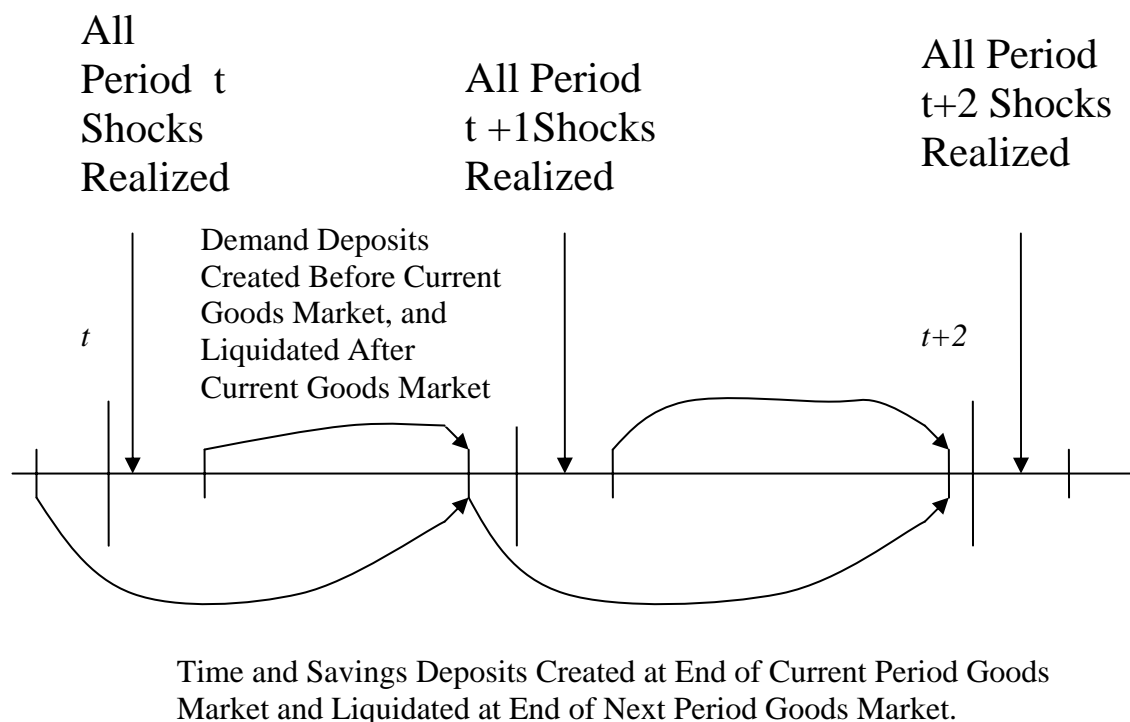 All
Period t
Shocks
Realized
All Period
t +1Shocks
Realized
All Period
t+2 Shocks
Realized
Demand Deposits
Created Before Current
Goods Market, and
Liquidated After
Current Goods Market
t
t+2
Time and Savings Deposits Created at End of Current Period Goods
Market and Liquidated at End of Next Period Goods Market.